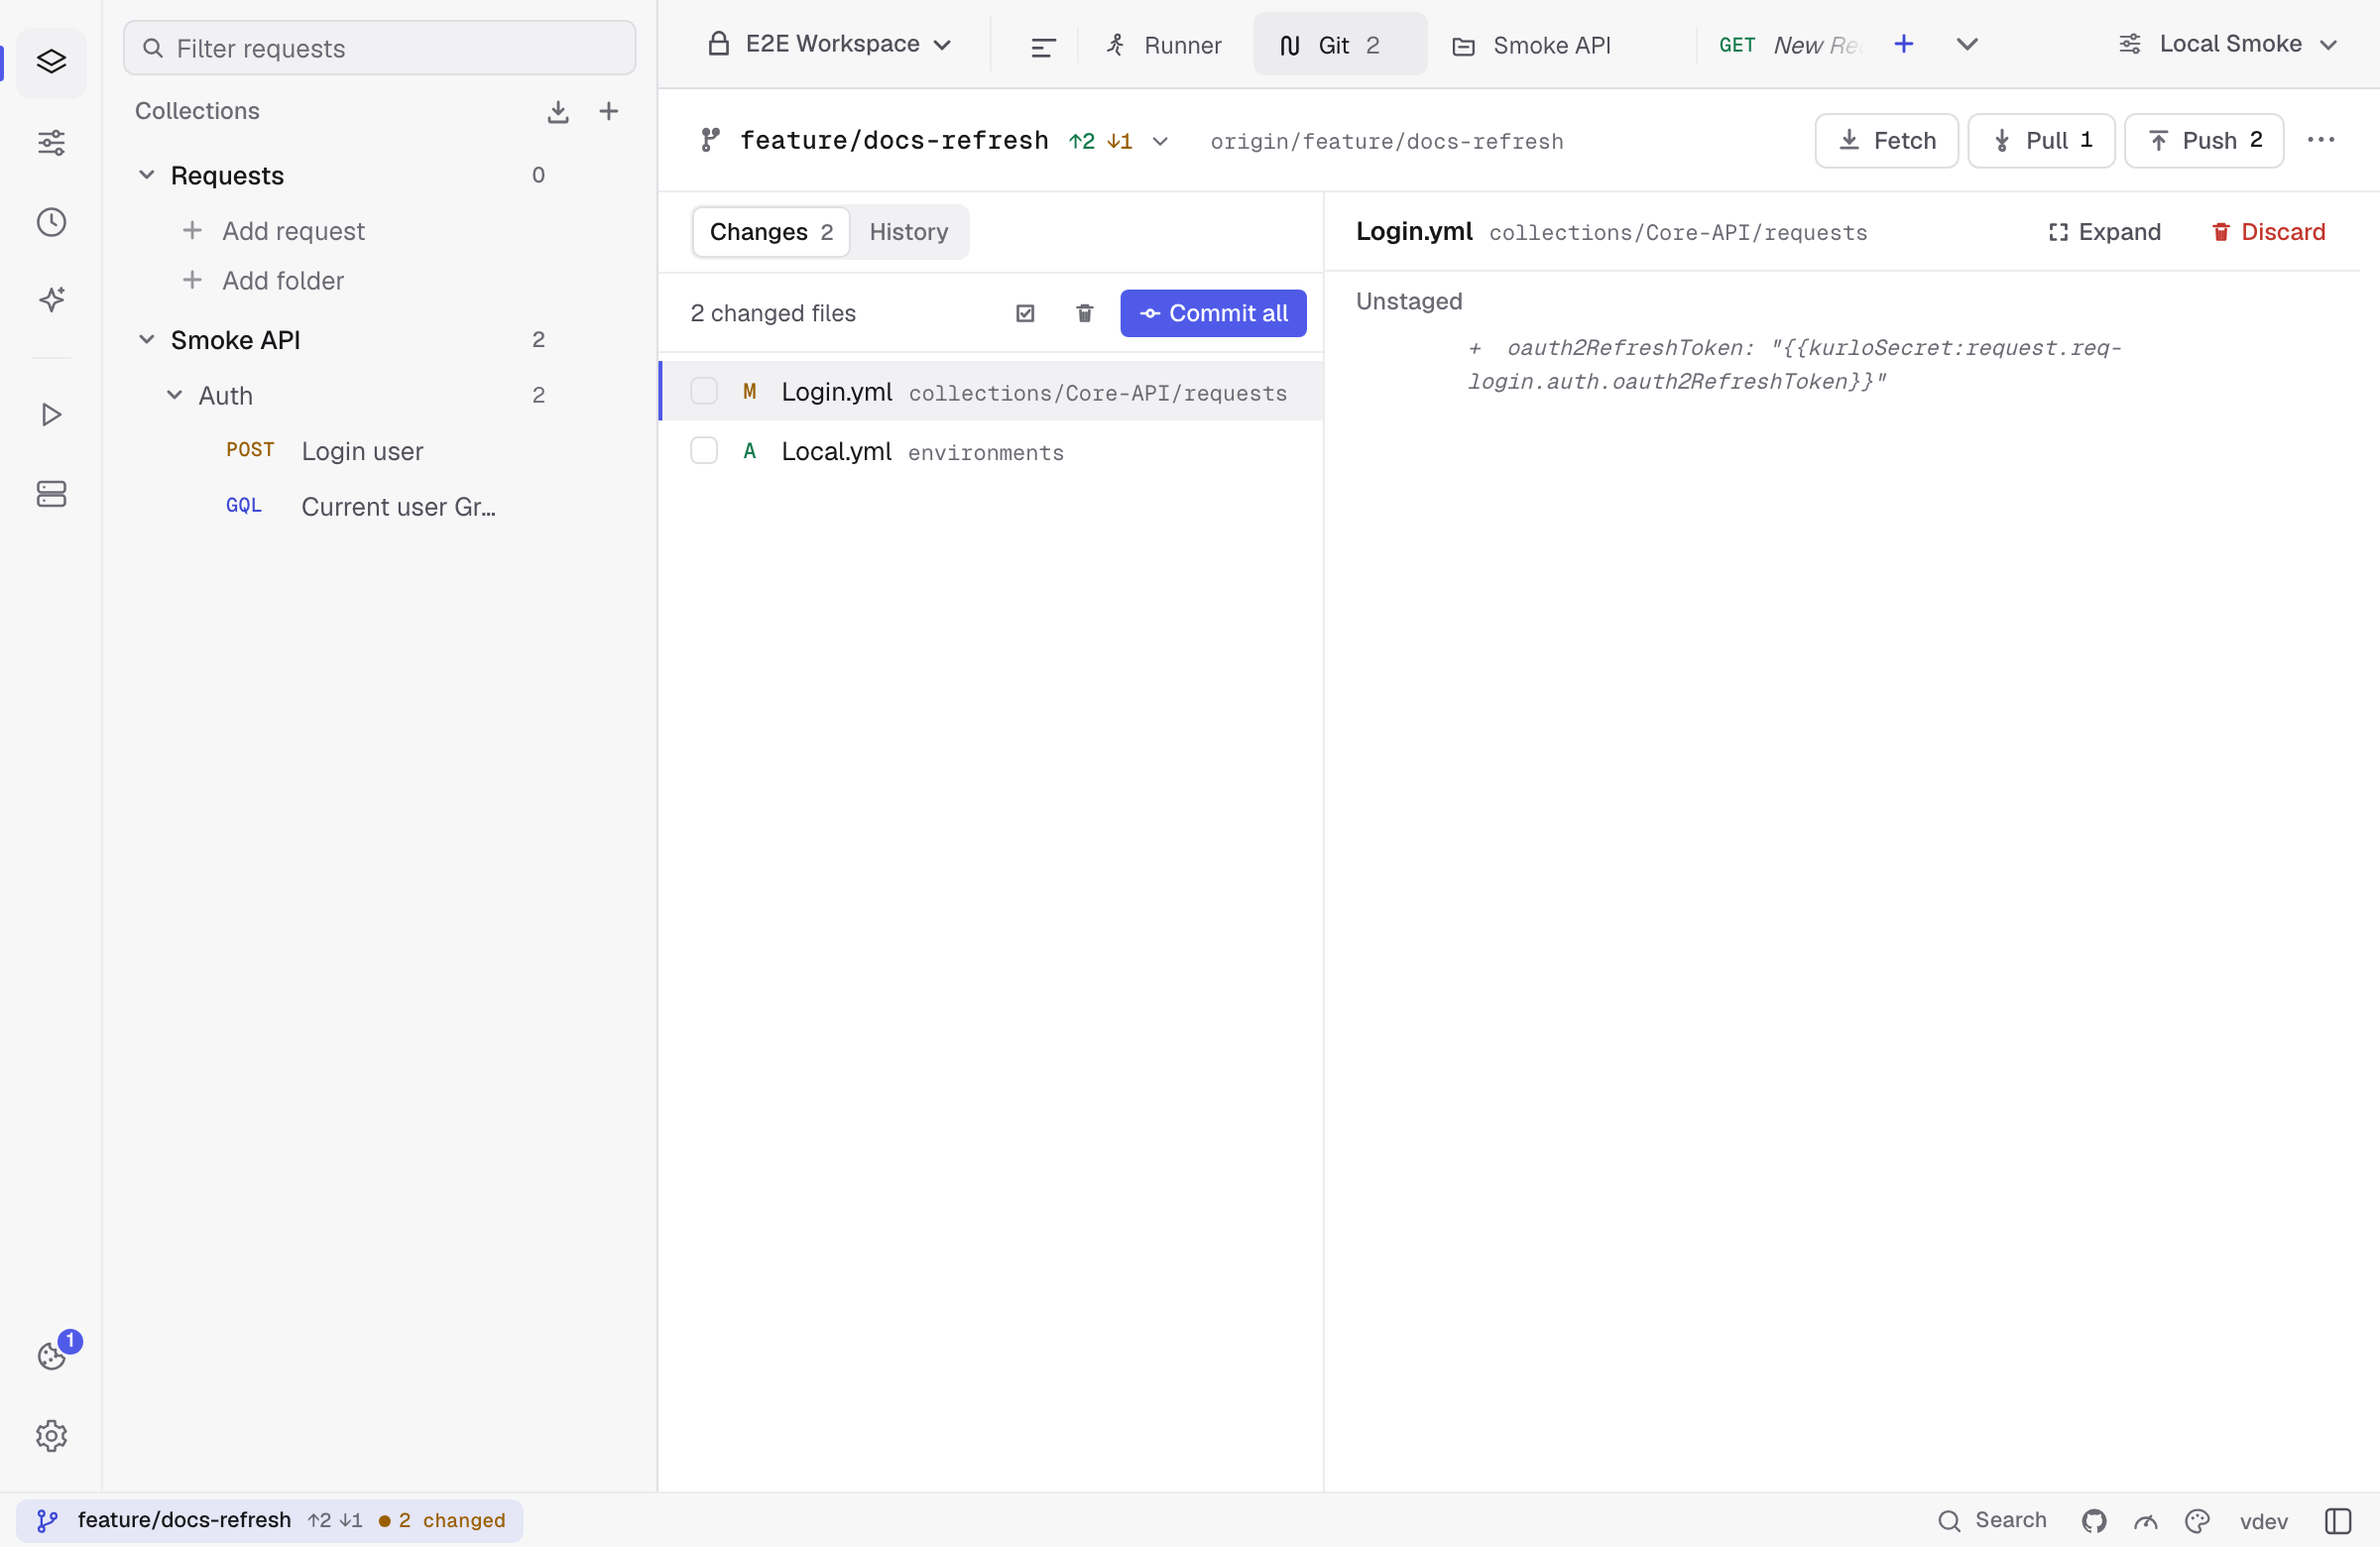 Filter requests
Collections
Requests 0
Add request
Add folder
Smoke API 2
Auth 2
POST Login user
GQL Current user Gr...
1
E2E Workspace
Runner
Git 2
Smoke API
GET New Re
Local Smoke
feature/docs-refresh ↑2 ↓1
origin/feature/docs-refresh
Fetch
Pull 1
Push 2
Changes 2
History
2 changed files
Commit all
M Login.yml collections/Core-API/requests
A Local.yml environments
Login.yml collections/Core-API/requests
Expand
Discard
Unstaged
+ oauth2RefreshToken: "{{kurloSecret:request.req-
login.auth.oauth2RefreshToken}}"
feature/docs-refresh ↑2 ↓1 2 changed
Search
vdev